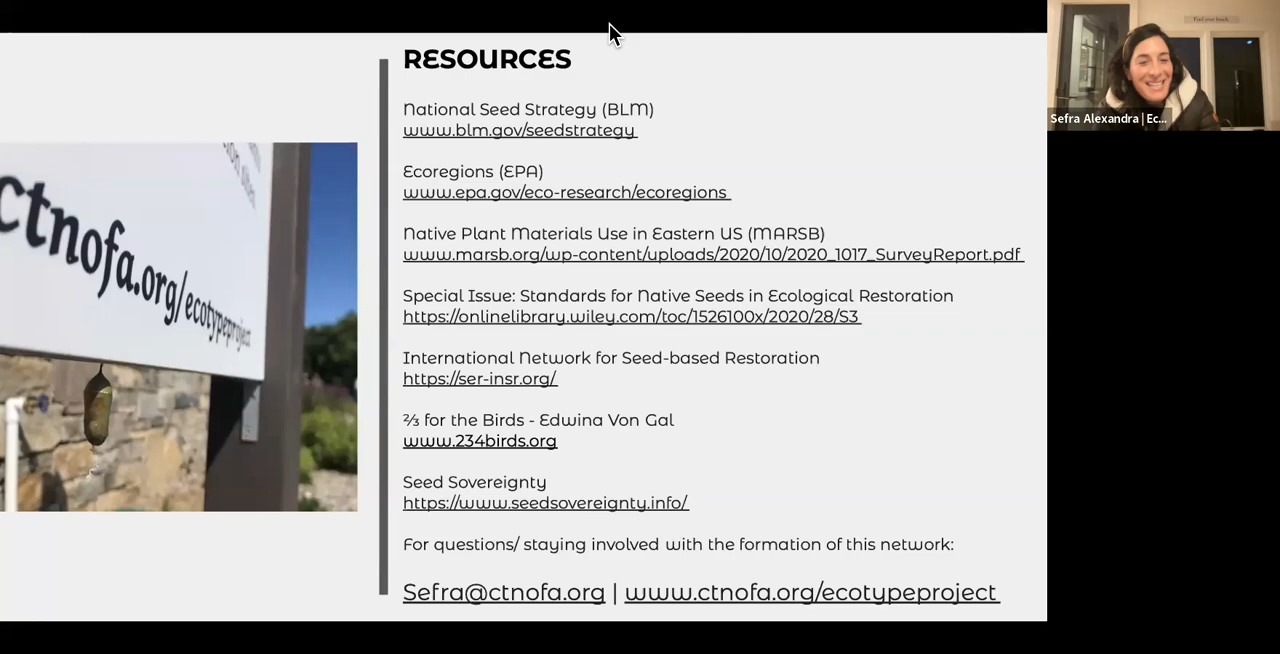 RESOURCES
National Seed Strategy (BLM)
www.blm.gov/seedstrategy
Ecoregions (EPA)
www.epa.gov/eco-research/ecoregions
Native Plant Materials Use in Eastern US (MARSB)
www.marsb.org/wp-content/uploads/2020/10/2020_1017_SurveyReport.pdf
Special Issue: Standards for Native Seeds in Ecological Restoration
https://onlinelibrary.wiley.com/toc/1526100x/2020/28/S3
International Network for Seed-based Restoration
https://ser-insr.org/
⅔ for the Birds - Edwina Von Gal
www.234birds.org
Seed Sovereignty
https://www.seedsovereignty.info/
For questions/ staying involved with the formation of this network:
Sefra@ctnofa.org | www.ctnofa.org/ecotypeproject
ctnofa.org/ecotypeproject
Sefra Alexandra | Ec...